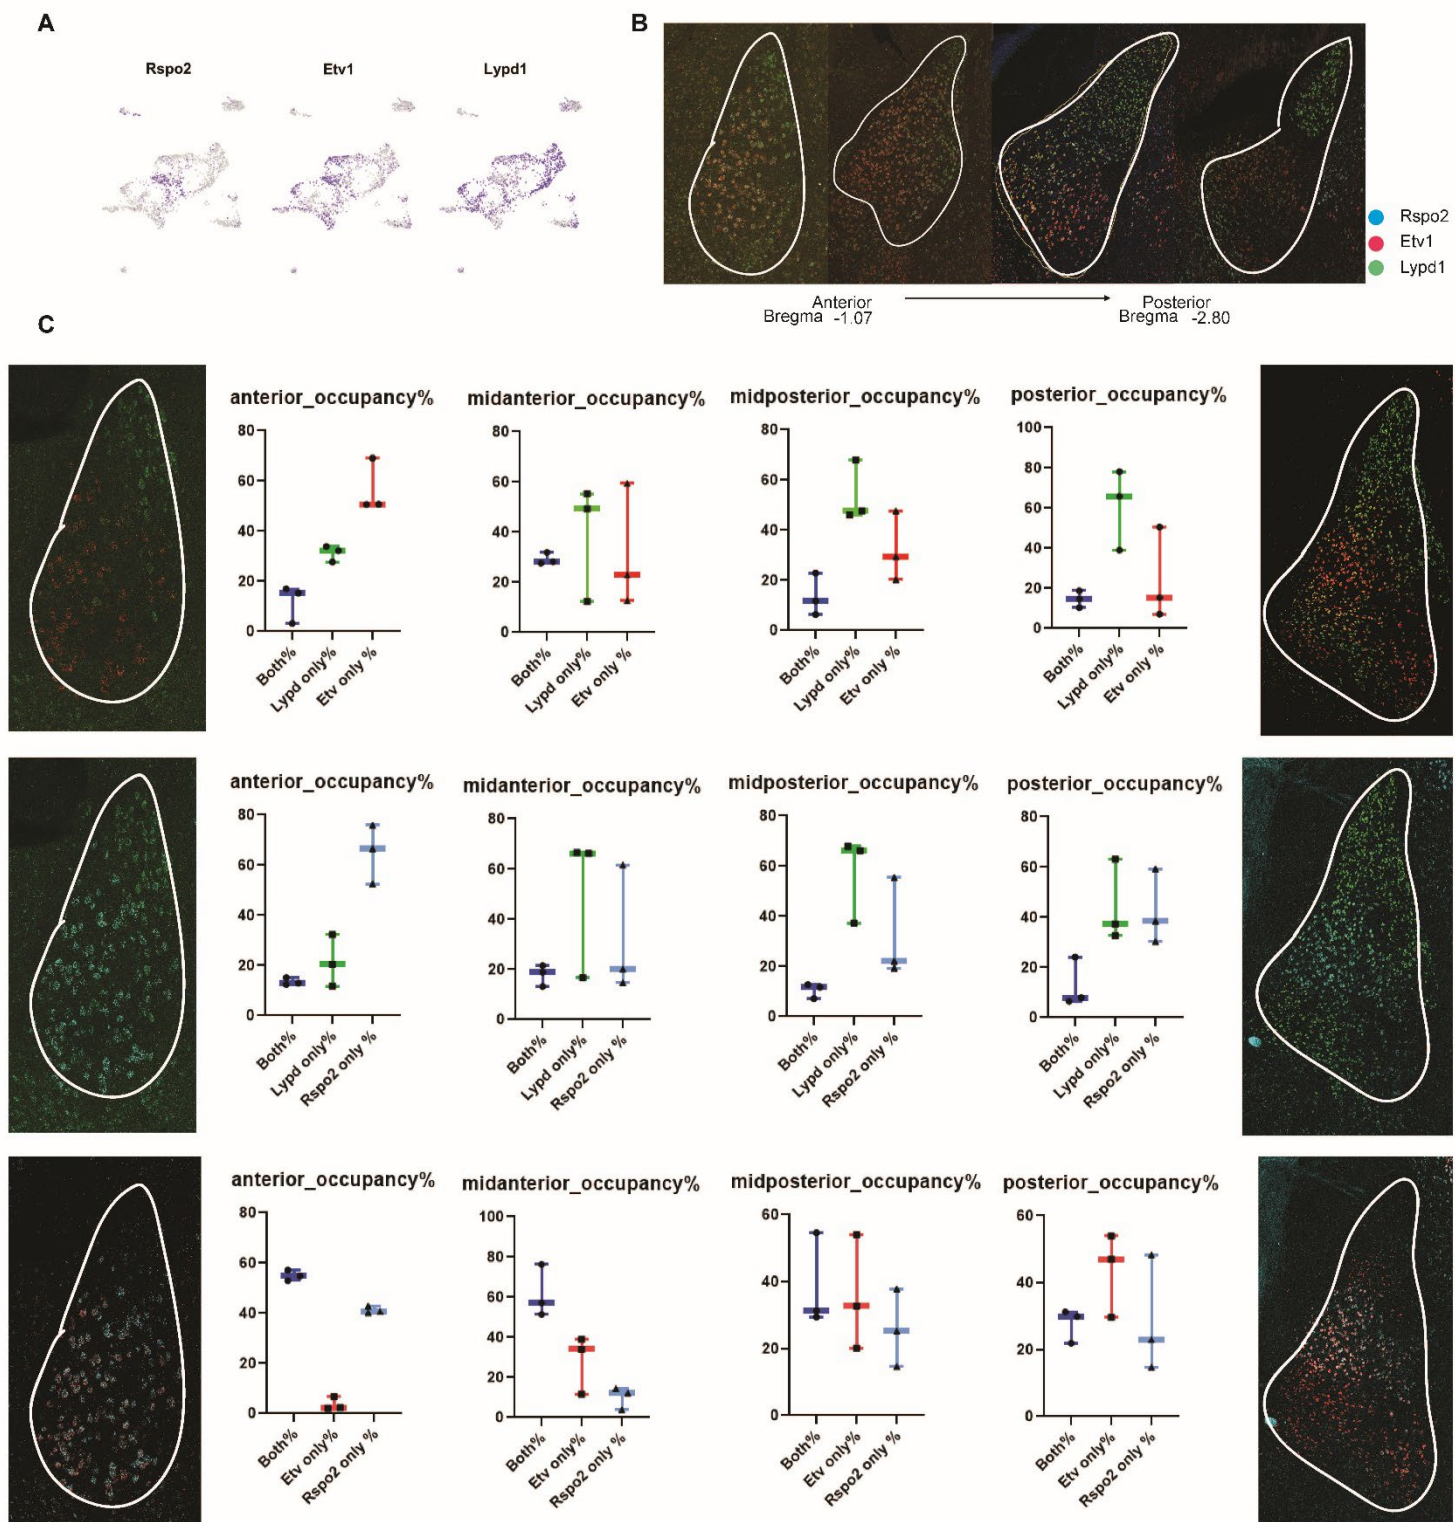 A
B
Rspo2 Etv1 Lypd1
Rspo2
Etv1
Lypd1
Anterior Posterior
Bregma -1.07 Bregma -2.80
C
anterior_occupancy% midanterior_occupancy% midposterior_occupancy% posterior_occupancy%
80 80 80 100
60 60 60 80
40 40 40 60
20 20 20 40
0 0 0 20
0
Both% Lypd only% Etv only % Both% Lypd only% Etv only % Both% Lypd only% Etv only % Both% Lypd only% Etv only %
anterior_occupancy% midanterior_occupancy% midposterior_occupancy% posterior_occupancy%
80 80 80 80
60 60 60 60
40 40 40 40
20 20 20 20
0 0 0 0
Both% Lypd only% Rspo2 only % Both% Lypd only% Rspo2 only % Both% Lypd only% Rspo2 only % Both% Lypd only% Rspo2 only %
anterior_occupancy% midanterior_occupancy% midposterior_occupancy% posterior_occupancy%
80 100 60 60
60 80 40 40
40 60 20 20
20 40 0 0
0 20
0
Both% Etv only% Rspo2 only % Both% Etv only% Rspo2 only % Both% Etv only% Rspo2 only % Both% Etv only% Rspo2 only %